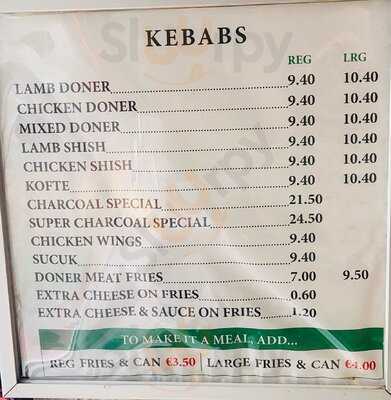 KEBABS
REG LRG
LAMB DONER 9.40 10.40
CHICKEN DONER 9.40 10.40
MIXED DONER 9.40 10.40
LAMB SHISH 9.40 10.40
CHICKEN SHISH 9.40 10.40
KOFTE 9.40 10.40
CHARCOAL SPECIAL 21.50
SUPER CHARCOAL SPECIAL 24.50
CHICKEN WINGS 9.40
SUCUK 9.40
DONER MEAT FRIES 7.00 9.50
EXTRA CHEESE ON FRIES 0.60
EXTRA CHEESE & SAUCE ON FRIES 1.20
TO MAKE IT A MEAL, ADD...
REG FRIES & CAN €3.50 LARGE FRIES & CAN €4.00
Sluurpy
Sluurpy